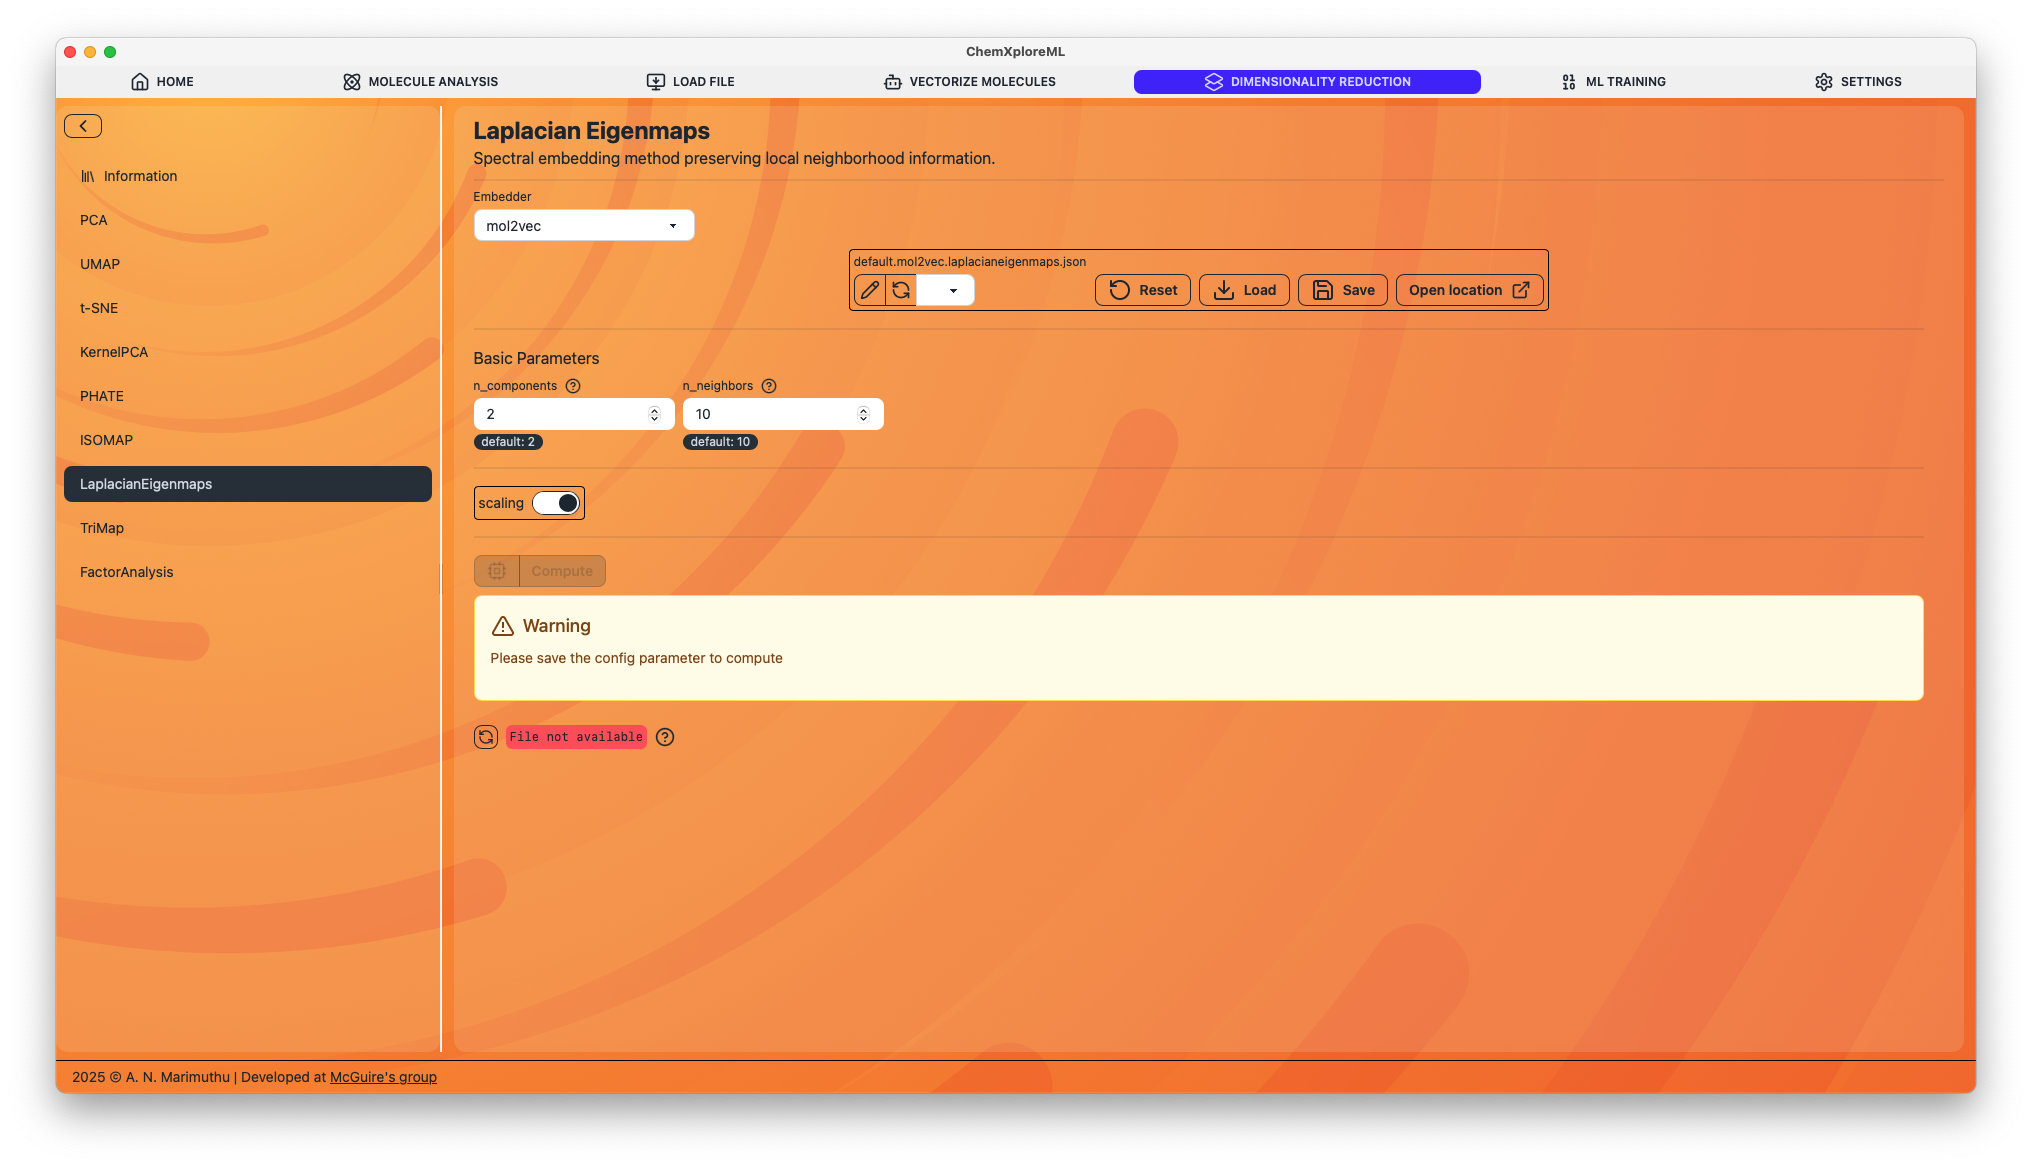 ChemXploreML
HOME
MOLECULE ANALYSIS
LOAD FILE
VECTORIZE MOLECULES
DIMENSIONALITY REDUCTION
ML TRAINING
SETTINGS
Information
PCA
UMAP
t-SNE
KernelPCA
PHATE
ISOMAP
LaplacianEigenmaps
TriMap
FactorAnalysis
Laplacian Eigenmaps
Spectral embedding method preserving local neighborhood information.
Embedder
mol2vec
default.mol2vec.laplacianeigenmaps.json
Reset
Load
Save
Open location
Basic Parameters
n_components
n_neighbors
2
10
default: 2
default: 10
scaling
Compute
Warning
Please save the config parameter to compute
File not available
2025 © A. N. Marimuthu | Developed at McGuire's group